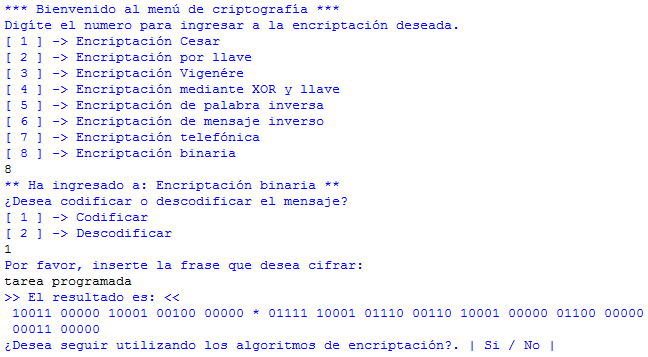 *** Bienvenido al menú de criptografía ***
Digíte el numero para ingresar a la encriptación deseada.
[ 1 ] -> Encriptación Cesar
[ 2 ] -> Encriptación por llave
[ 3 ] -> Encriptación Vigenére
[ 4 ] -> Encriptación mediante XOR y llave
[ 5 ] -> Encriptación de palabra inversa
[ 6 ] -> Encriptación de mensaje inverso
[ 7 ] -> Encriptación telefónica
[ 8 ] -> Encriptación binaria
8
** Ha ingresado a: Encriptación binaria **
¿Desea codificar o descodificar el mensaje?
[ 1 ] -> Codificar
[ 2 ] -> Descodificar
1
Por favor, inserte la frase que desea cifrar:
tarea programada
>> El resultado es: <<
10011 00000 10001 00100 00000 * 01111 10001 01110 00110 10001 00000 01100 00000
00011 00000
¿Desea seguir utilizando los algoritmos de encriptación?. | Si / No |